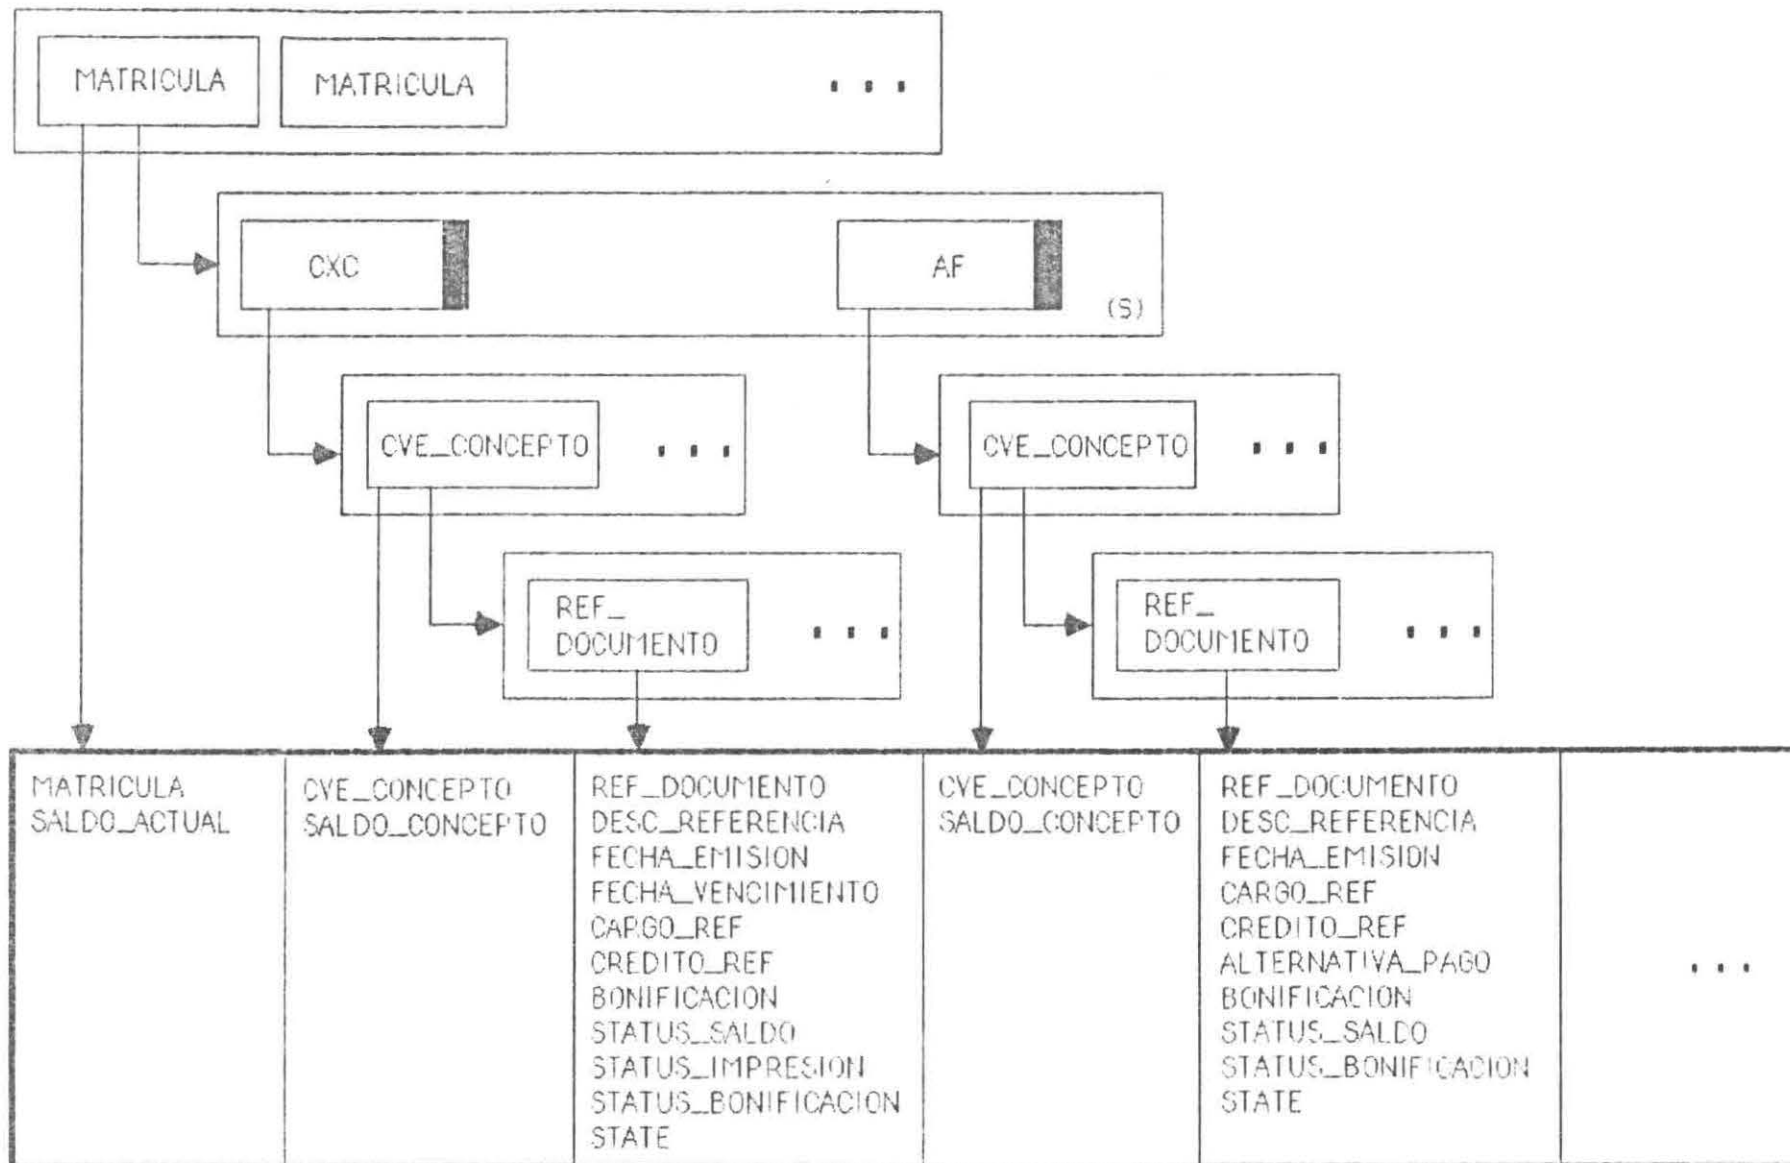 MATRICULA
MATRICULA
...
CXC
AF
(S)
CVE_CONCEPTO
...
CVE_CONCEPTO
...
REF_
DOCUMENTO
...
REF_
DOCUMENTO
...
MATRICULA
SALDO_ACTUAL
CVE_CONCEPTO
SALDO_CONCEPTO
REF_DOCUMENTO
DESC_REFERENCIA
FECHA_EMISION
FECHA_VENCIMIENTO
CARGO_REF
CREDITO_REF
BONIFICACION
STATUS_SALDO
STATUS_IMPRESION
STATUS_BONIFICACION
STATE
CVE_CONCEPTO
SALDO_CONCEPTO
REF_DOCUMENTO
DESC_REFERENCIA
FECHA_EMISION
CARGO_REF
CREDITO_REF
ALTERNATIVA_PAGO
BONIFICACION
STATUS_SALDO
STATUS_BONIFICACION
STATE
...